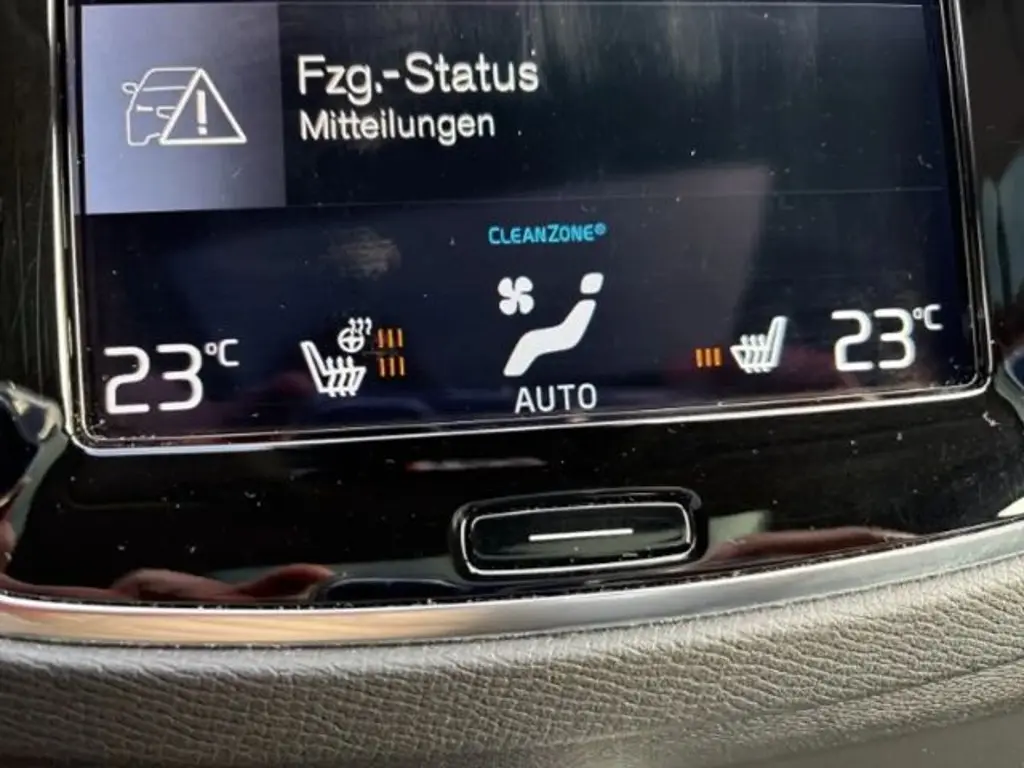 Fzg.-Status
Mitteilungen
CLEANZONE®
23°C
23°C
AUTO